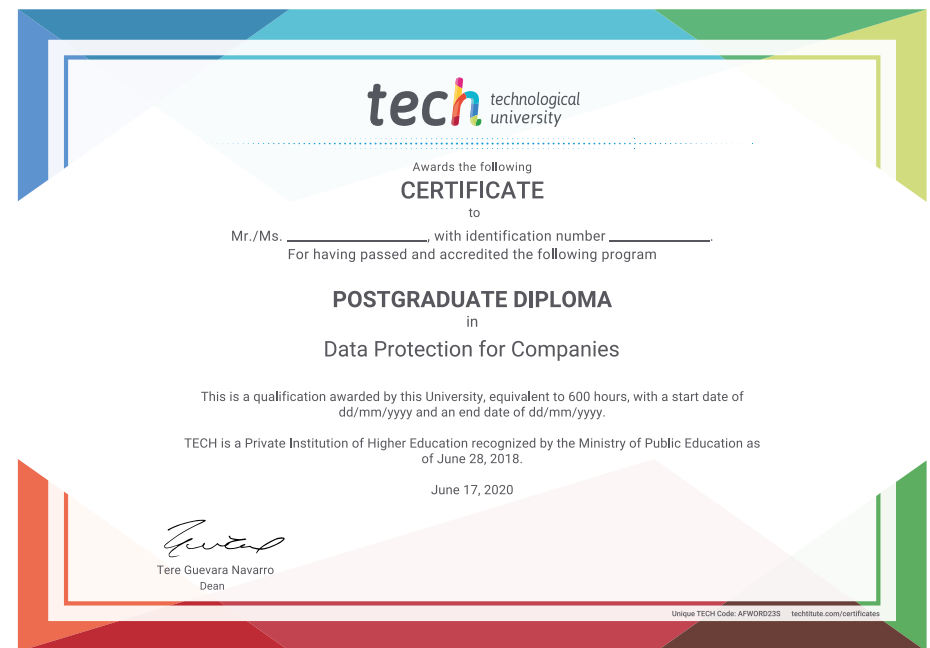 tech technological
university
Awards the following
CERTIFICATE
to
Mr./Ms. ____________________, with identification number ______________.
For having passed and accredited the following program
POSTGRADUATE DIPLOMA
in
Data Protection for Companies
This is a qualification awarded by this University, equivalent to 600 hours, with a start date of
dd/mm/yyyy and an end date of dd/mm/yyyy.
TECH is a Private Institution of Higher Education recognized by the Ministry of Public Education as
of June 28, 2018.
June 17, 2020
Tere Guevara Navarro
Dean
Unique TECH Code: AFWORD23S techtitute.com/certificates